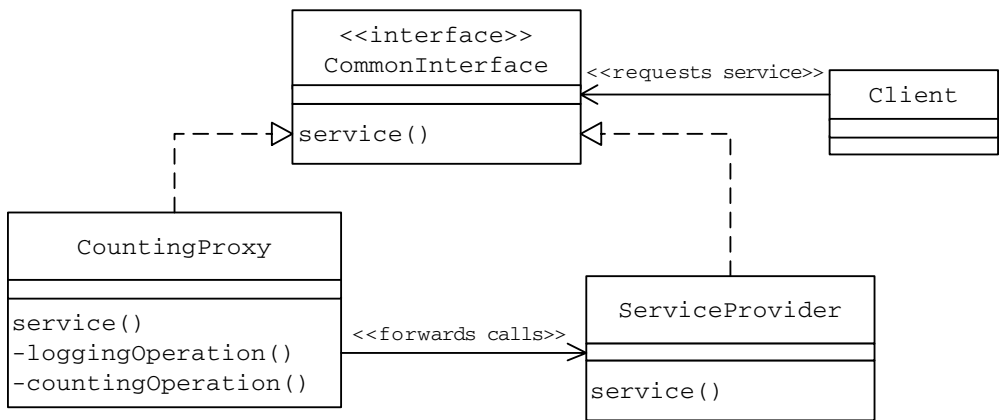 <<interface>>
CommonInterface
service()
<<requests service>>
Client
CountingProxy
service()
-loggingOperation()
-countingOperation()
<<forwards calls>>
ServiceProvider
service()